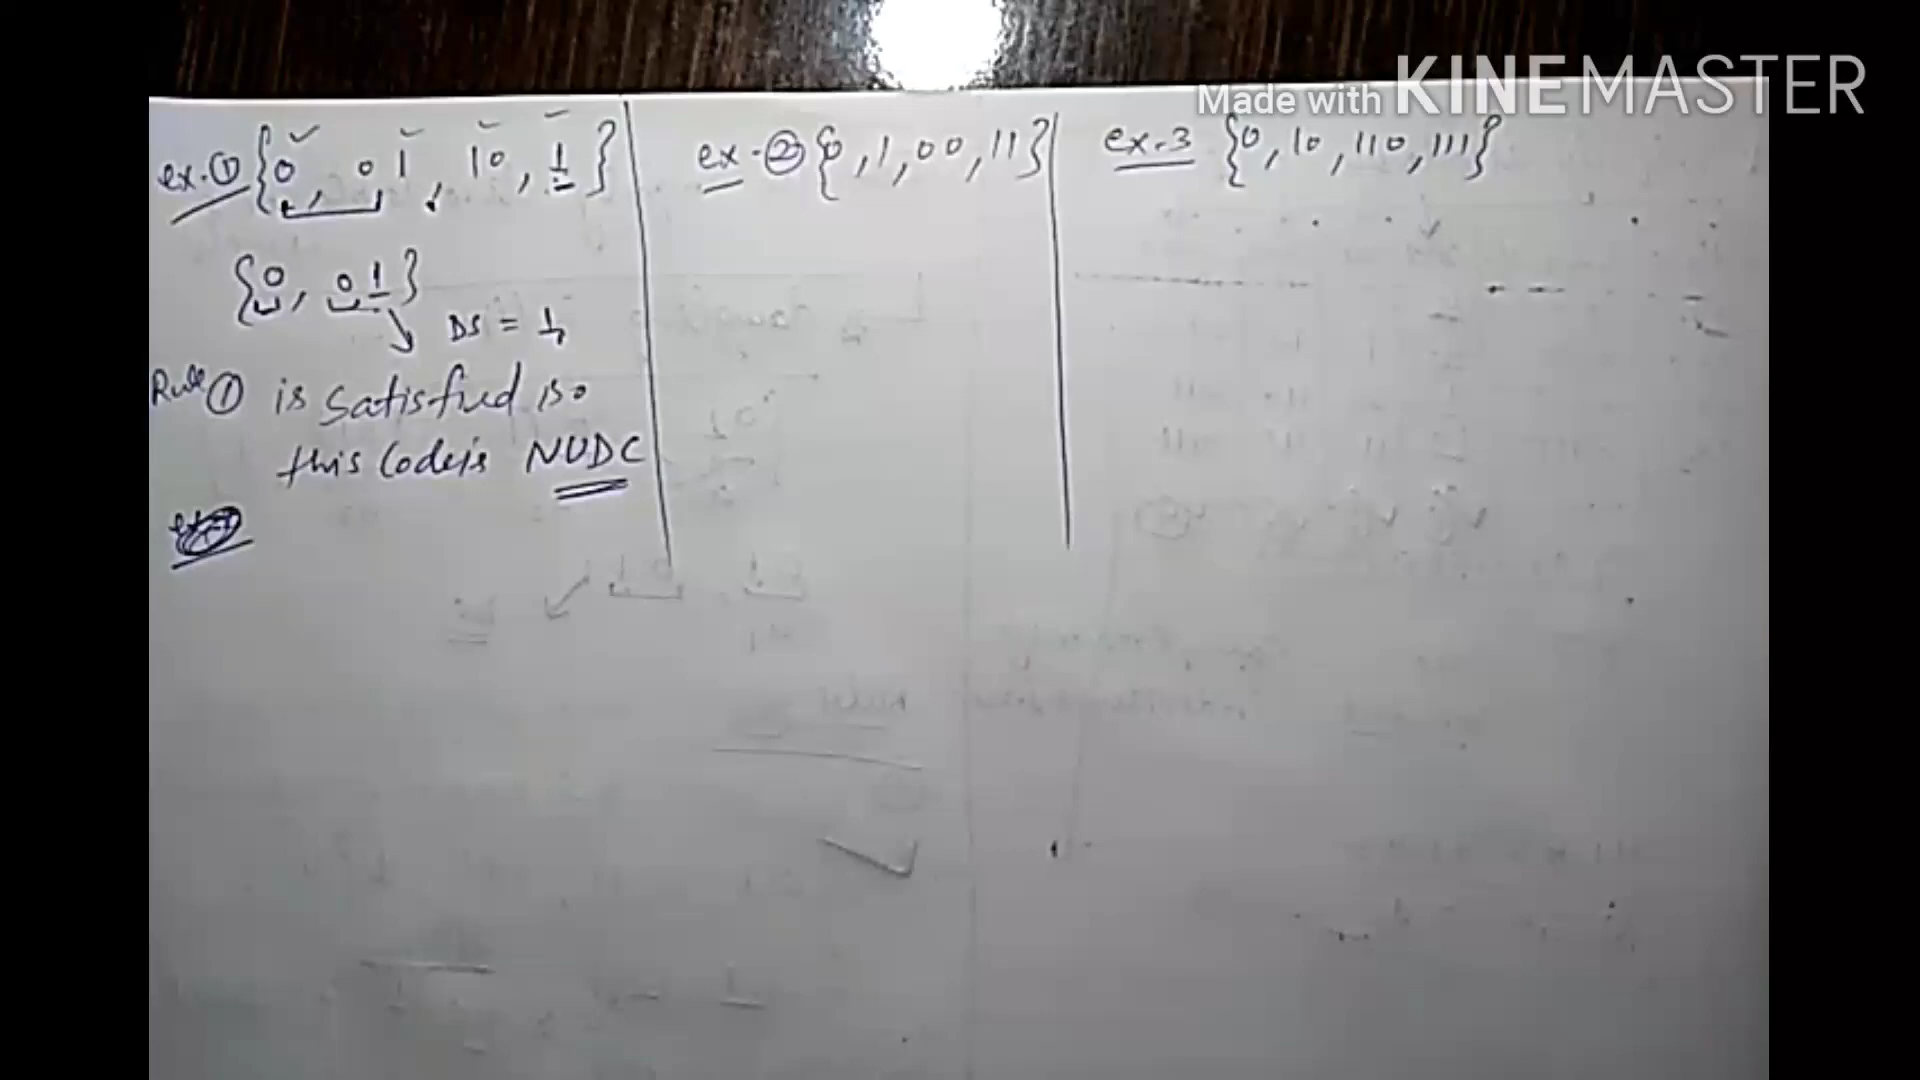 Made with KINEMASTER
ex.① {0, 01, 10, 1}
{0, 01}
DS = 1,
Rule ① is satisfied so
this Code is NUDC
ex-② {0,1,00,11}
ex.3 {0,10,110,111}